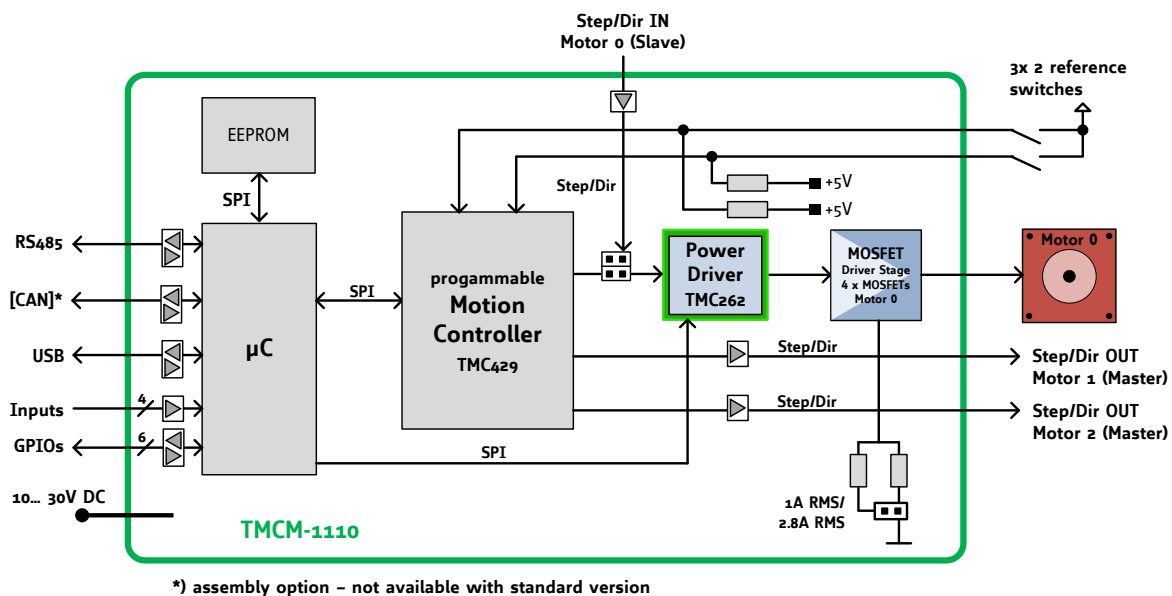 Step/Dir IN
Motor 0 (Slave)
3x 2 reference
switches
EEPROM
SPI
Step/Dir
+5V
+5V
RS485
[CAN]*
USB
Inputs
4
GPIOs
6
10... 30V DC
µC
SPI
progammable
Motion
Controller
TMC429
Power
Driver
TMC262
MOSFET
Driver Stage
4 x MOSFETs
Motor 0
Motor 0
Step/Dir
Step/Dir OUT
Motor 1 (Master)
Step/Dir
Step/Dir OUT
Motor 2 (Master)
SPI
1A RMS/
2.8A RMS
TMCM-1110
*) assembly option – not available with standard version